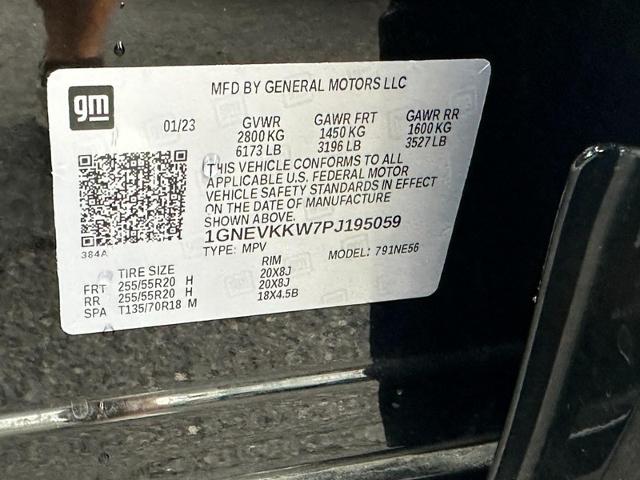 gm
MFD BY GENERAL MOTORS LLC
01/23 GVWR GAWR FRT GAWR RR
2800 KG 1450 KG 1600 KG
6173 LB 3196 LB 3527 LB
THIS VEHICLE CONFORMS TO ALL
APPLICABLE U.S. FEDERAL MOTOR
VEHICLE SAFETY STANDARDS IN EFFECT
ON THE DATE OF MANUFACTURE
SHOWN ABOVE.
1GNEVKKW7PJ195059
384A
TYPE: MPV MODEL: 791NE56
TIRE SIZE RIM
FRT 255/55R20 H 20X8J
RR 255/55R20 H 20X8J
SPA T135/70R18 M 18X4.5B